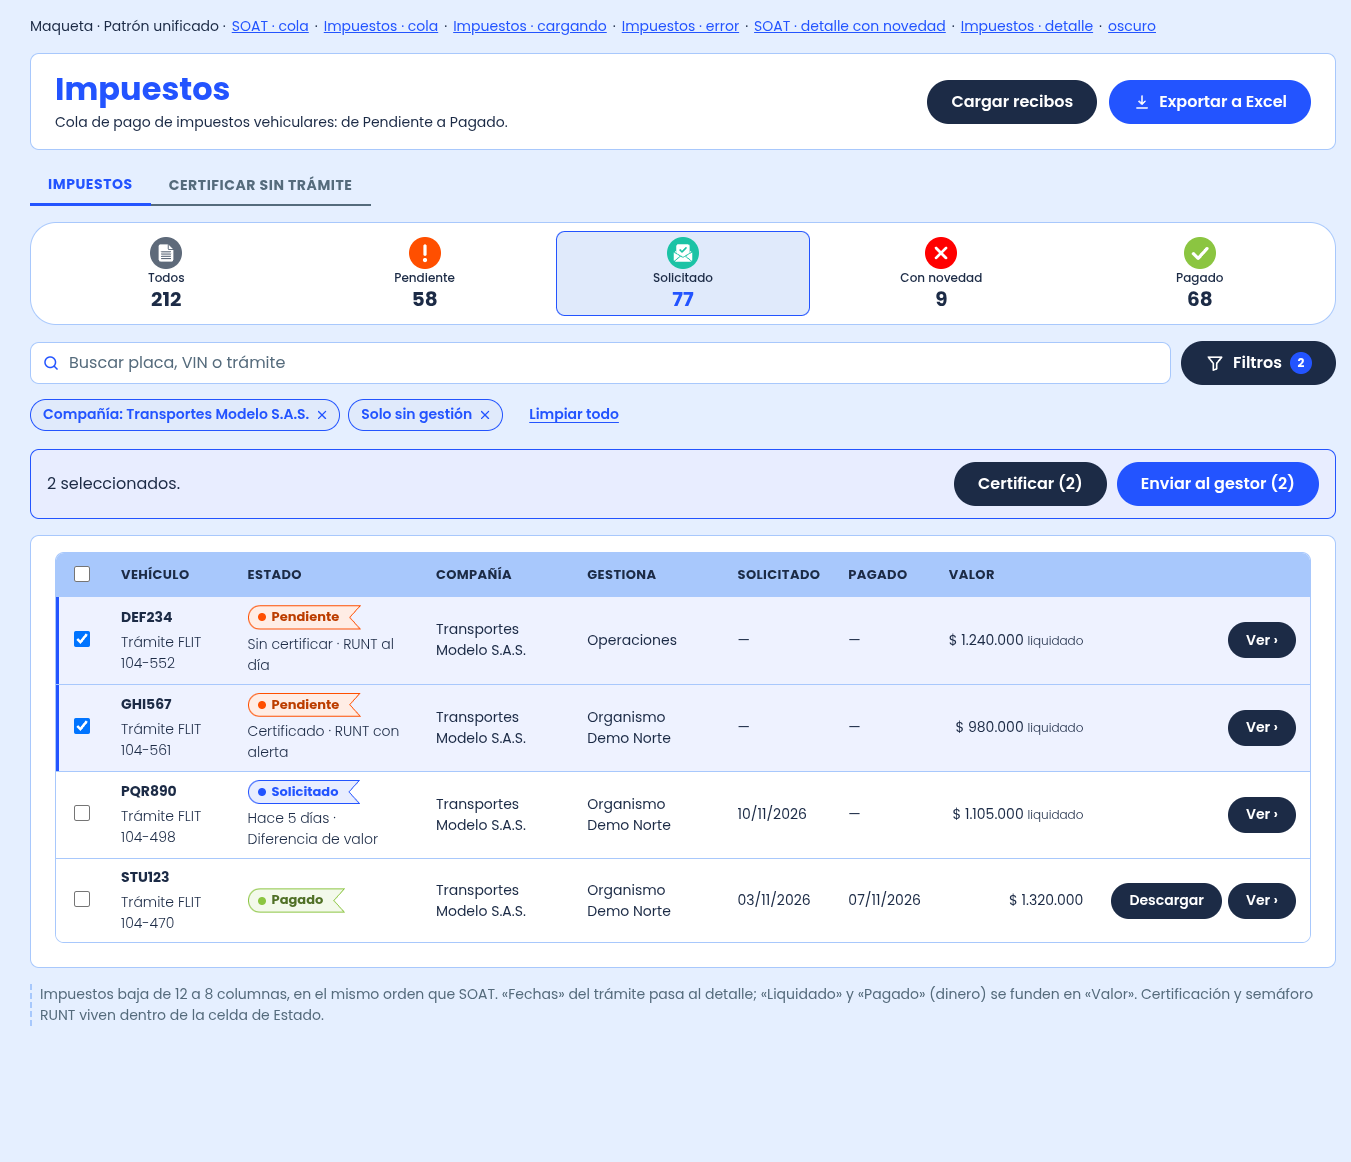 Maqueta · Patrón unificado · SOAT · cola · Impuestos · cola · Impuestos · cargando · Impuestos · error · SOAT · detalle con novedad · Impuestos · detalle · oscuro
Impuestos
Cola de pago de impuestos vehiculares: de Pendiente a Pagado.
Cargar recibos
Exportar a Excel
IMPUESTOS
CERTIFICAR SIN TRÁMITE
Todos
212
Pendiente
58
Solicitado
77
Con novedad
9
Pagado
68
Buscar placa, VIN o trámite
Filtros 2
Compañía: Transportes Modelo S.A.S. ×
Solo sin gestión ×
Limpiar todo
2 seleccionados.
Certificar (2)
Enviar al gestor (2)
VEHÍCULO ESTADO COMPAÑÍA GESTIONA SOLICITADO PAGADO VALOR
DEF234
Trámite FLIT
104-552
Pendiente
Sin certificar · RUNT al
día
Transportes
Modelo S.A.S.
Operaciones
—
—
$ 1.240.000 liquidado
Ver ›
GHI567
Trámite FLIT
104-561
Pendiente
Certificado · RUNT con
alerta
Transportes
Modelo S.A.S.
Organismo
Demo Norte
—
—
$ 980.000 liquidado
Ver ›
PQR890
Trámite FLIT
104-498
Solicitado
Hace 5 días ·
Diferencia de valor
Transportes
Modelo S.A.S.
Organismo
Demo Norte
10/11/2026
—
$ 1.105.000 liquidado
Ver ›
STU123
Trámite FLIT
104-470
Pagado
Transportes
Modelo S.A.S.
Organismo
Demo Norte
03/11/2026
07/11/2026
$ 1.320.000
Descargar
Ver ›
Impuestos baja de 12 a 8 columnas, en el mismo orden que SOAT. «Fechas» del trámite pasa al detalle; «Liquidado» y «Pagado» (dinero) se funden en «Valor». Certificación y semáforo
RUNT viven dentro de la celda de Estado.